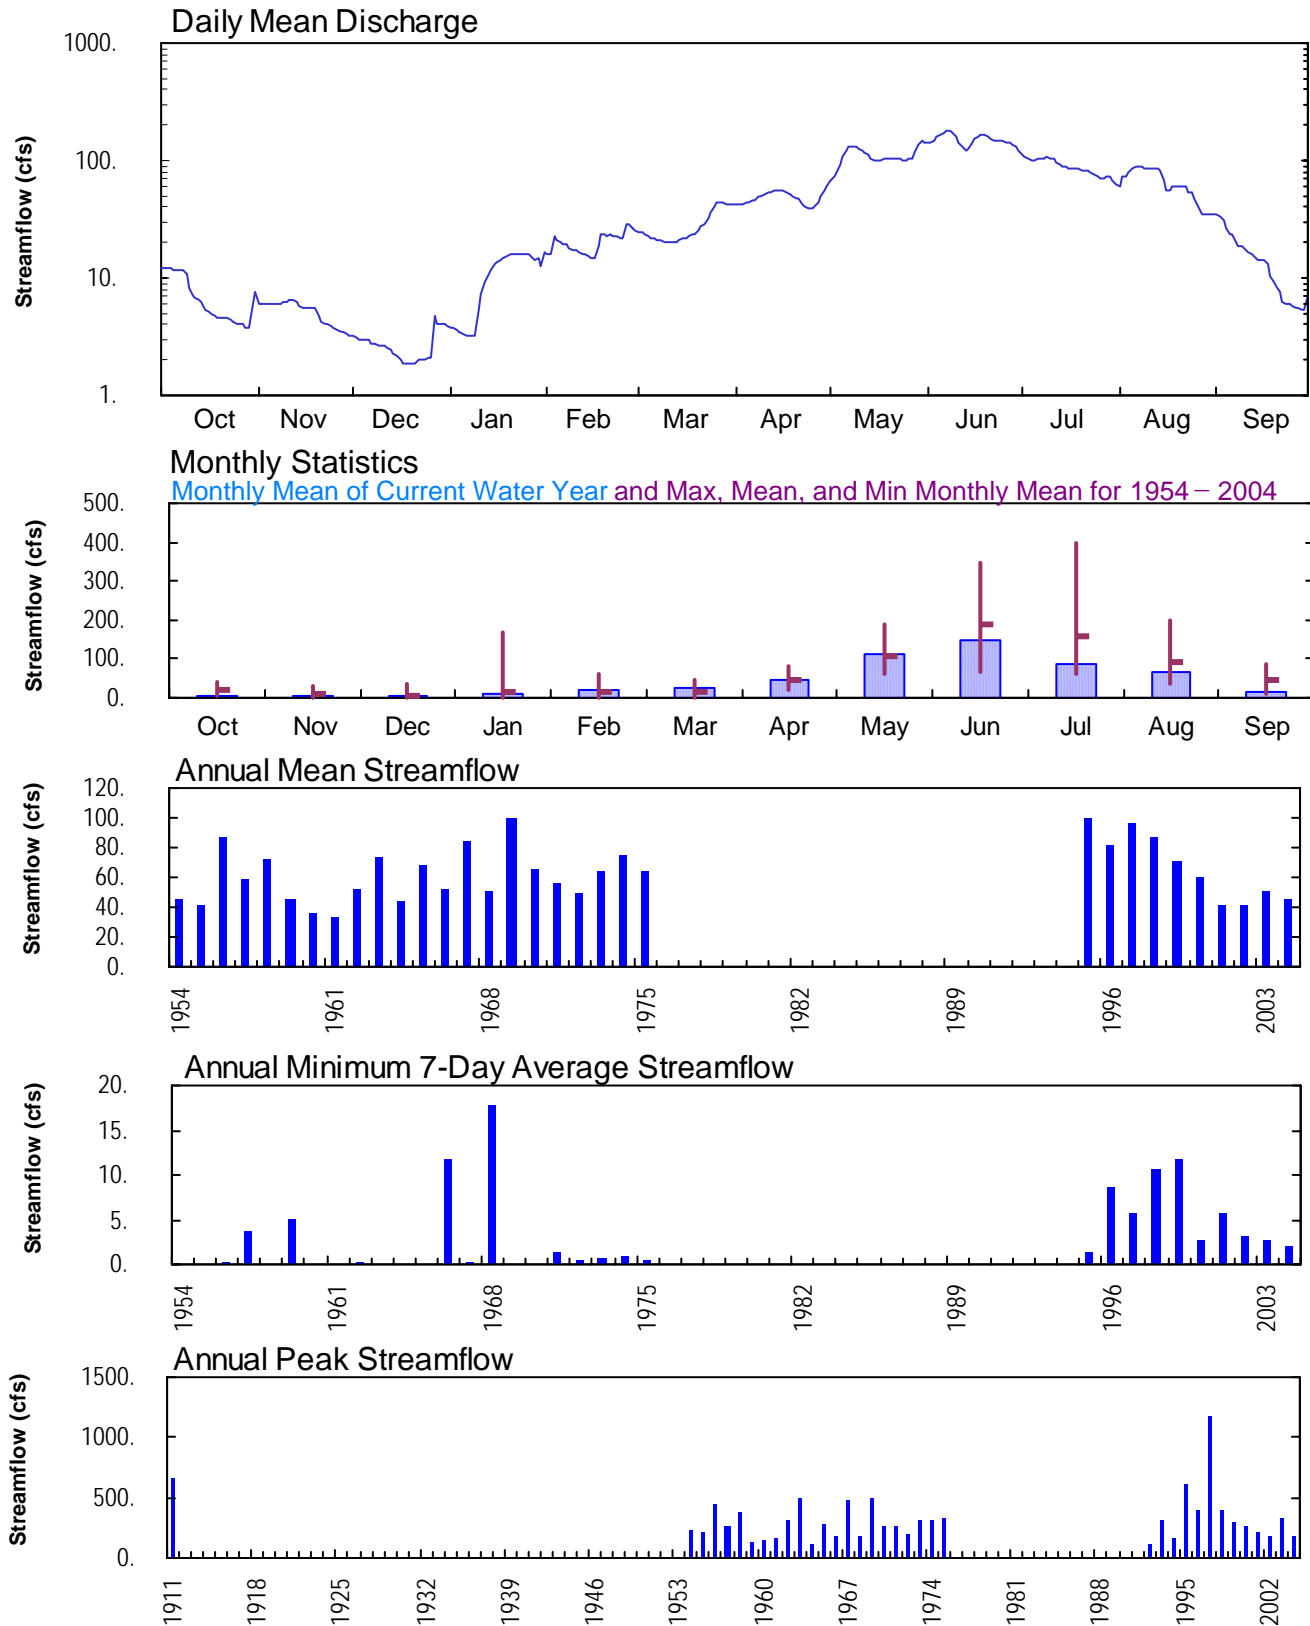 Daily Mean Discharge
1000.
100.
10.
1.
Streamflow (cfs)
Oct Nov Dec Jan Feb Mar Apr May Jun Jul Aug Sep
Monthly Statistics
Monthly Mean of Current Water Year and Max, Mean, and Min Monthly Mean for 1954 – 2004
500.
400.
300.
200.
100.
0.
Streamflow (cfs)
Oct Nov Dec Jan Feb Mar Apr May Jun Jul Aug Sep
Annual Mean Streamflow
120.
100.
80.
60.
40.
20.
0.
Streamflow (cfs)
1954 1961 1968 1975 1982 1989 1996 2003
Annual Minimum 7-Day Average Streamflow
20.
15.
10.
5.
0.
Streamflow (cfs)
1954 1961 1968 1975 1982 1989 1996 2003
Annual Peak Streamflow
1500.
1000.
500.
0.
Streamflow (cfs)
1911 1918 1925 1932 1939 1946 1953 1960 1967 1974 1981 1988 1995 2002